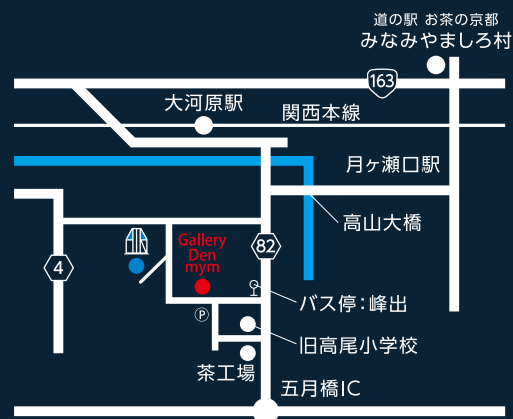 道の駅 お茶の京都
みなみやましろ村
163
大河原駅
関西本線
月ヶ瀬口駅
高山大橋
Gallery
Den
mym
82
4
バス停:峰出
P
旧高尾小学校
茶工場
五月橋IC